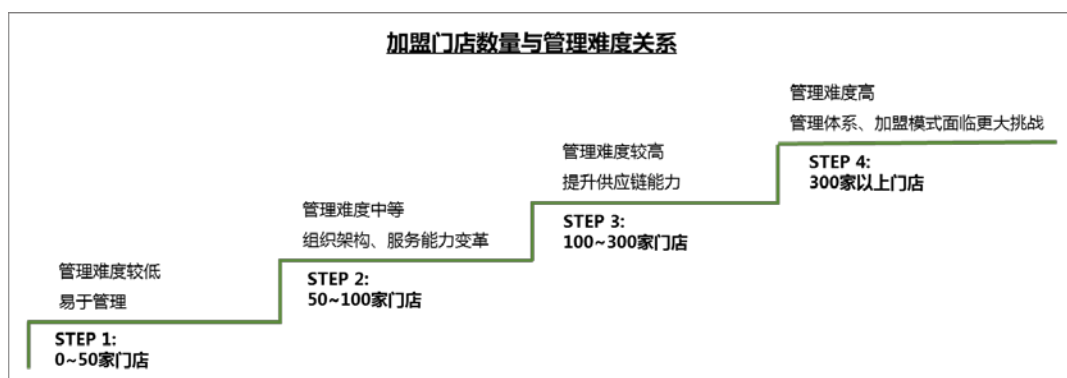 加盟门店数量与管理难度关系
管理难度较低
易于管理
STEP 1:
0~50家门店
管理难度中等
组织架构、服务能力变革
STEP 2:
50~100家门店
管理难度较高
提升供应链能力
STEP 3:
100~300家门店
管理难度高
管理体系、加盟模式面临更大挑战
STEP 4:
300家以上门店